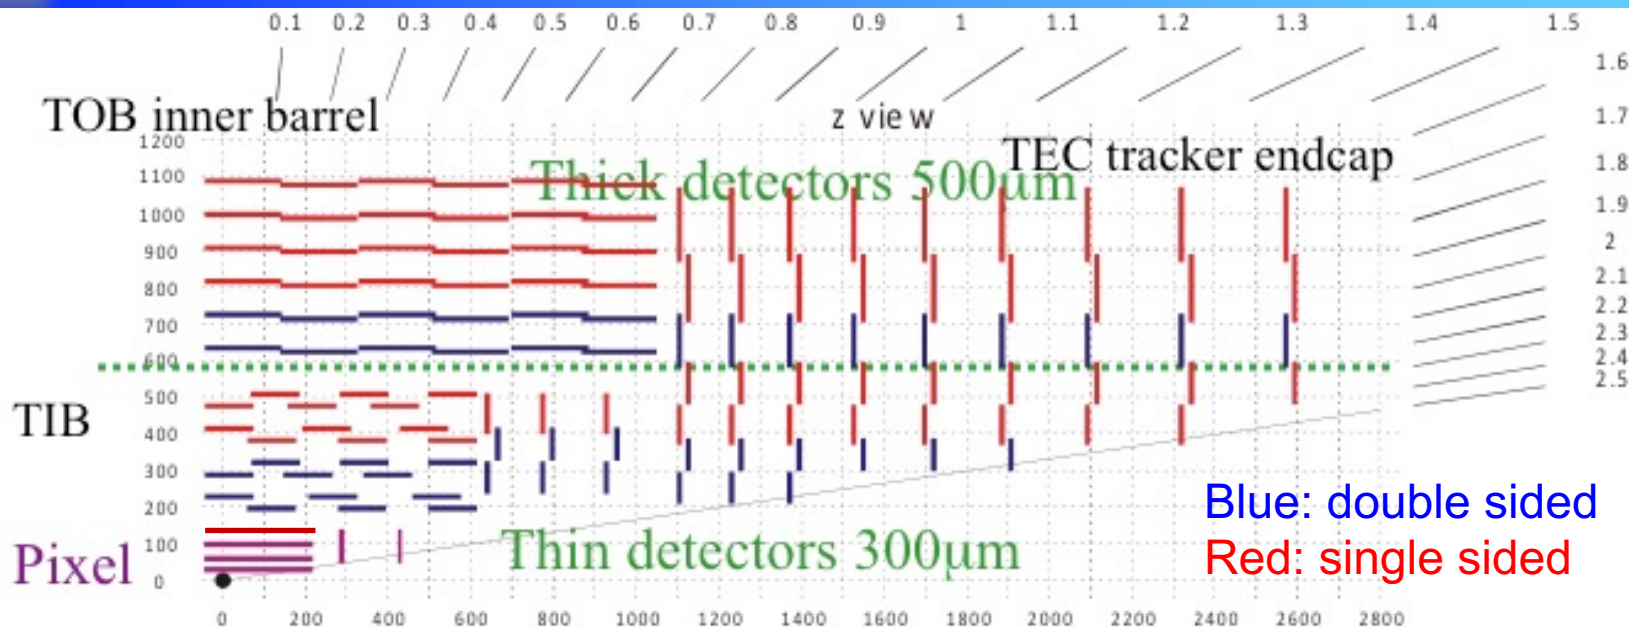 0.1 0.2 0.3 0.4 0.5 0.6 0.7 0.8 0.9 1 1.1 1.2 1.3 1.4 1.5
1.6
TOB inner barrel
z view
1.7
1200
TEC tracker endcap
1.8
1100
Thick detectors 500μm
1.9
1000
2
900
2.1
800
2.2
700
2.3
600
2.4
2.5
500
TIB
400
300
200
Blue: double sided
100
Pixel
Thin detectors 300μm
Red: single sided
0
0 200 400 600 800 1000 1200 1400 1600 1800 2000 2200 2400 2600 2800